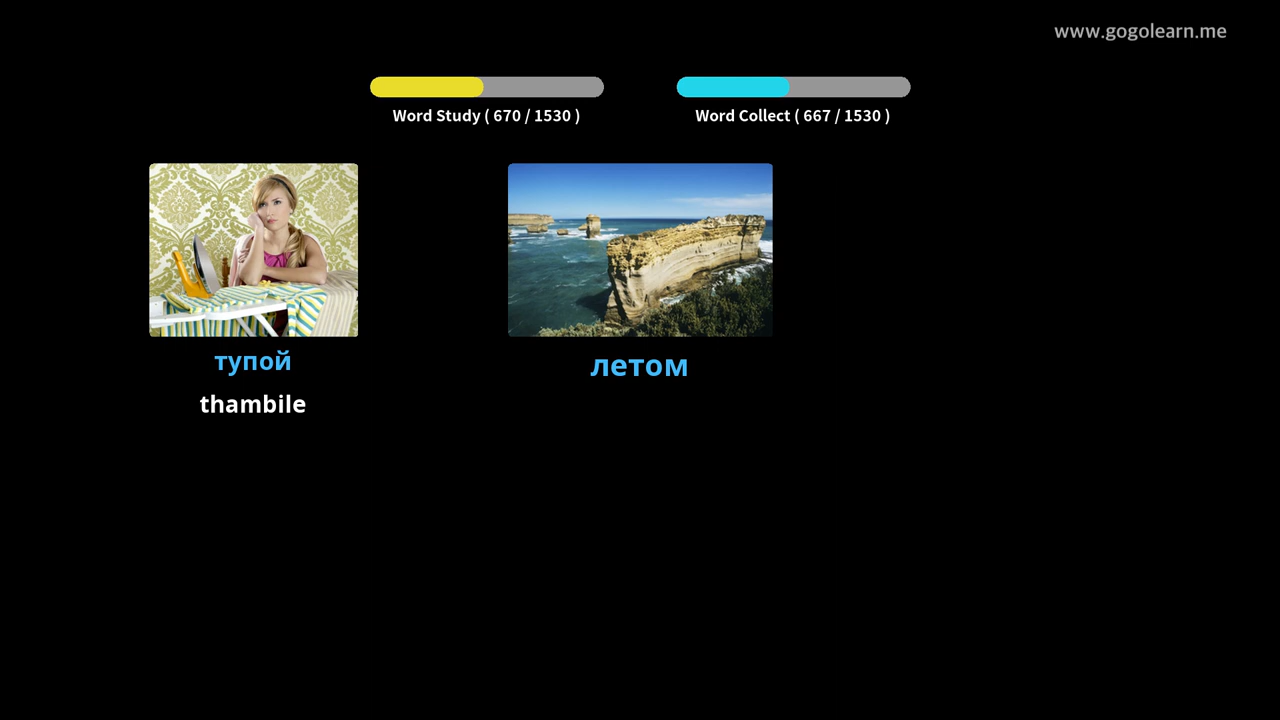 www.gogolearn.me
Word Study ( 670 / 1530 )
Word Collect ( 667 / 1530 )
тупой
thambile
летом